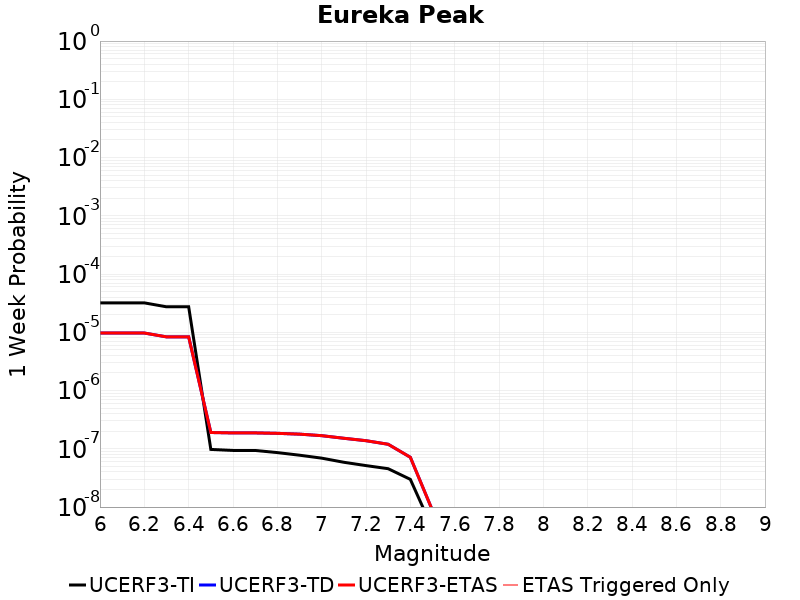 Eureka Peak
10^0
10^-1
10^-2
10^-3
10^-4
10^-5
10^-6
10^-7
10^-8
1 Week Probability
6 6.2 6.4 6.6 6.8 7 7.2 7.4 7.6 7.8 8 8.2 8.4 8.6 8.8 9
Magnitude
UCERF3-TI UCERF3-TD UCERF3-ETAS ETAS Triggered Only